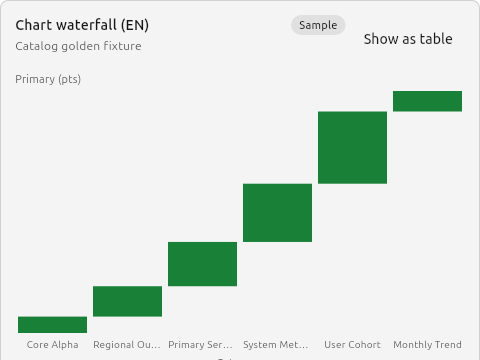 Chart waterfall (EN)
Sample
Show as table
Catalog golden fixture
Primary (pts)
Core Alpha
Regional Ou...
Primary Ser...
System Met...
User Cohort
Monthly Trend